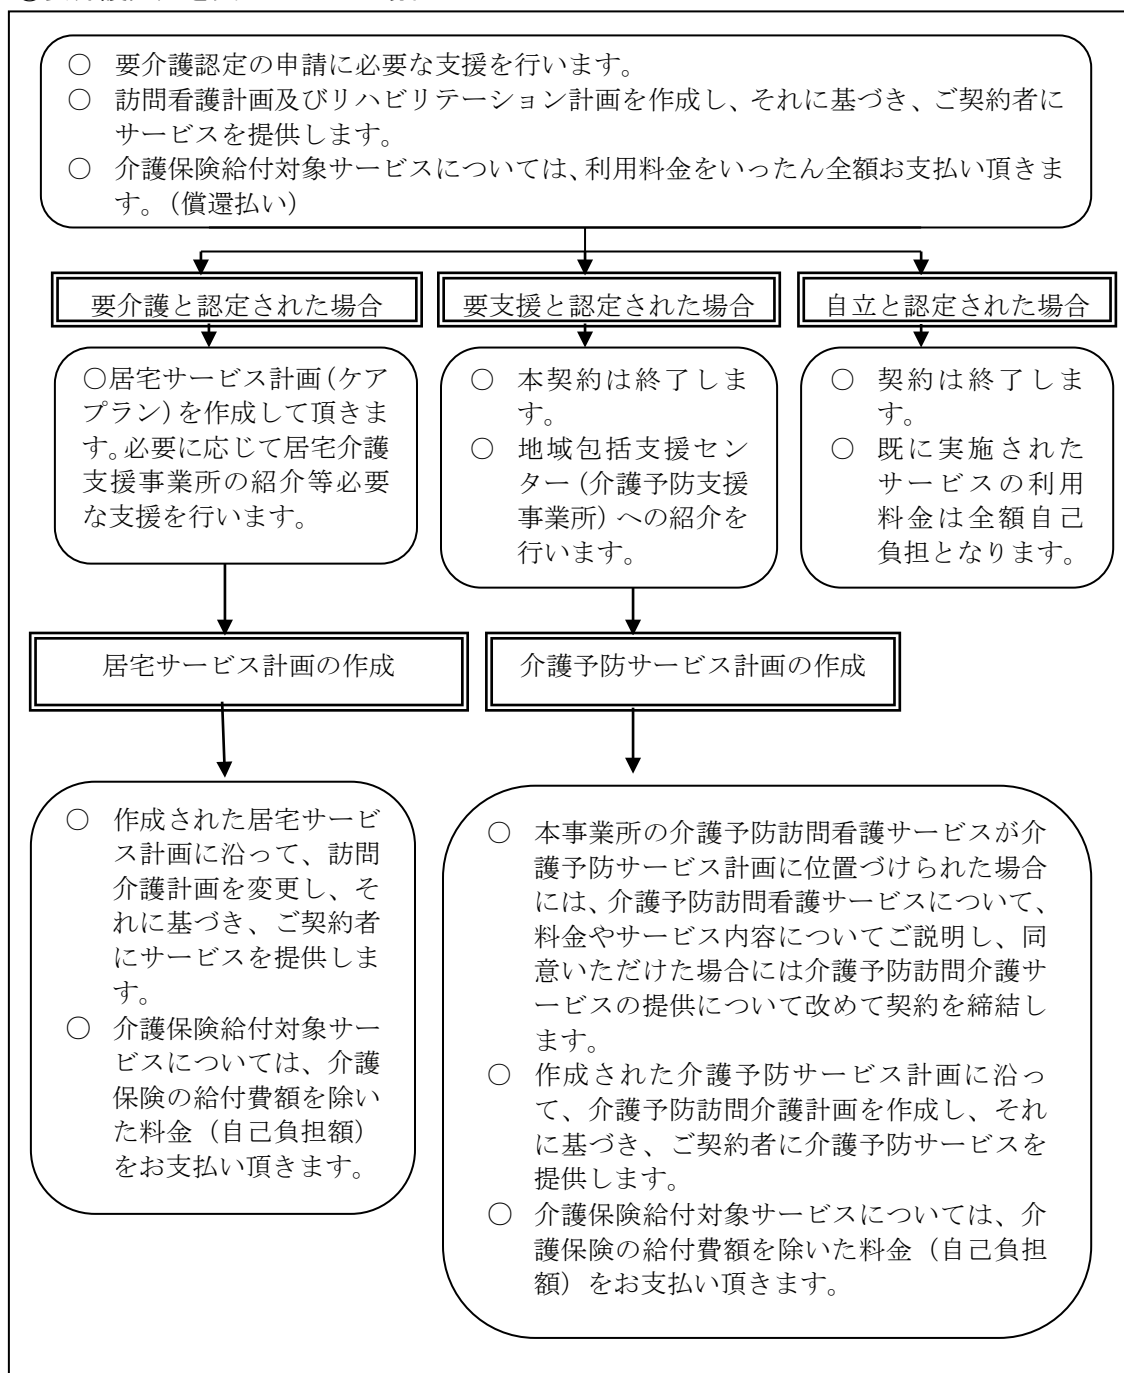 ○ 要介護認定の申請に必要な支援を行います。
○ 訪問看護計画及びリハビリテーション計画を作成し、それに基づき、ご契約者に
サービスを提供します。
○ 介護保険給付対象サービスについては、利用料金をいったん全額お支払い頂きま
す。（償還払い）
要介護と認定された場合
要支援と認定された場合
自立と認定された場合
○居宅サービス計画（ケア
プラン）を作成して頂きま
す。必要に応じて居宅介護
支援事業所の紹介等必要
な支援を行います。
○ 本契約は終了しま
す。
○ 地域包括支援セン
ター（介護予防支援
事業所）への紹介を
行います。
○ 契約は終了しま
す。
○ 既に実施された
サービスの利用
料金は全額自己
負担となります。
居宅サービス計画の作成
介護予防サービス計画の作成
○ 作成された居宅サービ
ス計画に沿って、訪問
介護計画を変更し、そ
れに基づき、ご契約者
にサービスを提供しま
す。
○ 介護保険給付対象サー
ビスについては、介護
保険の給付費額を除い
た料金（自己負担額）
をお支払い頂きます。
○ 本事業所の介護予防訪問看護サービスが介
護予防サービス計画に位置づけられた場合
には、介護予防訪問看護サービスについて、
料金やサービス内容についてご説明し、同
意いただけた場合には介護予防訪問介護サ
ービスの提供について改めて契約を締結し
ます。
○ 作成された介護予防サービス計画に沿っ
て、介護予防訪問介護計画を作成し、それ
に基づき、ご契約者に介護予防サービスを
提供します。
○ 介護保険給付対象サービスについては、介
護保険の給付費額を除いた料金（自己負担
額）をお支払い頂きます。